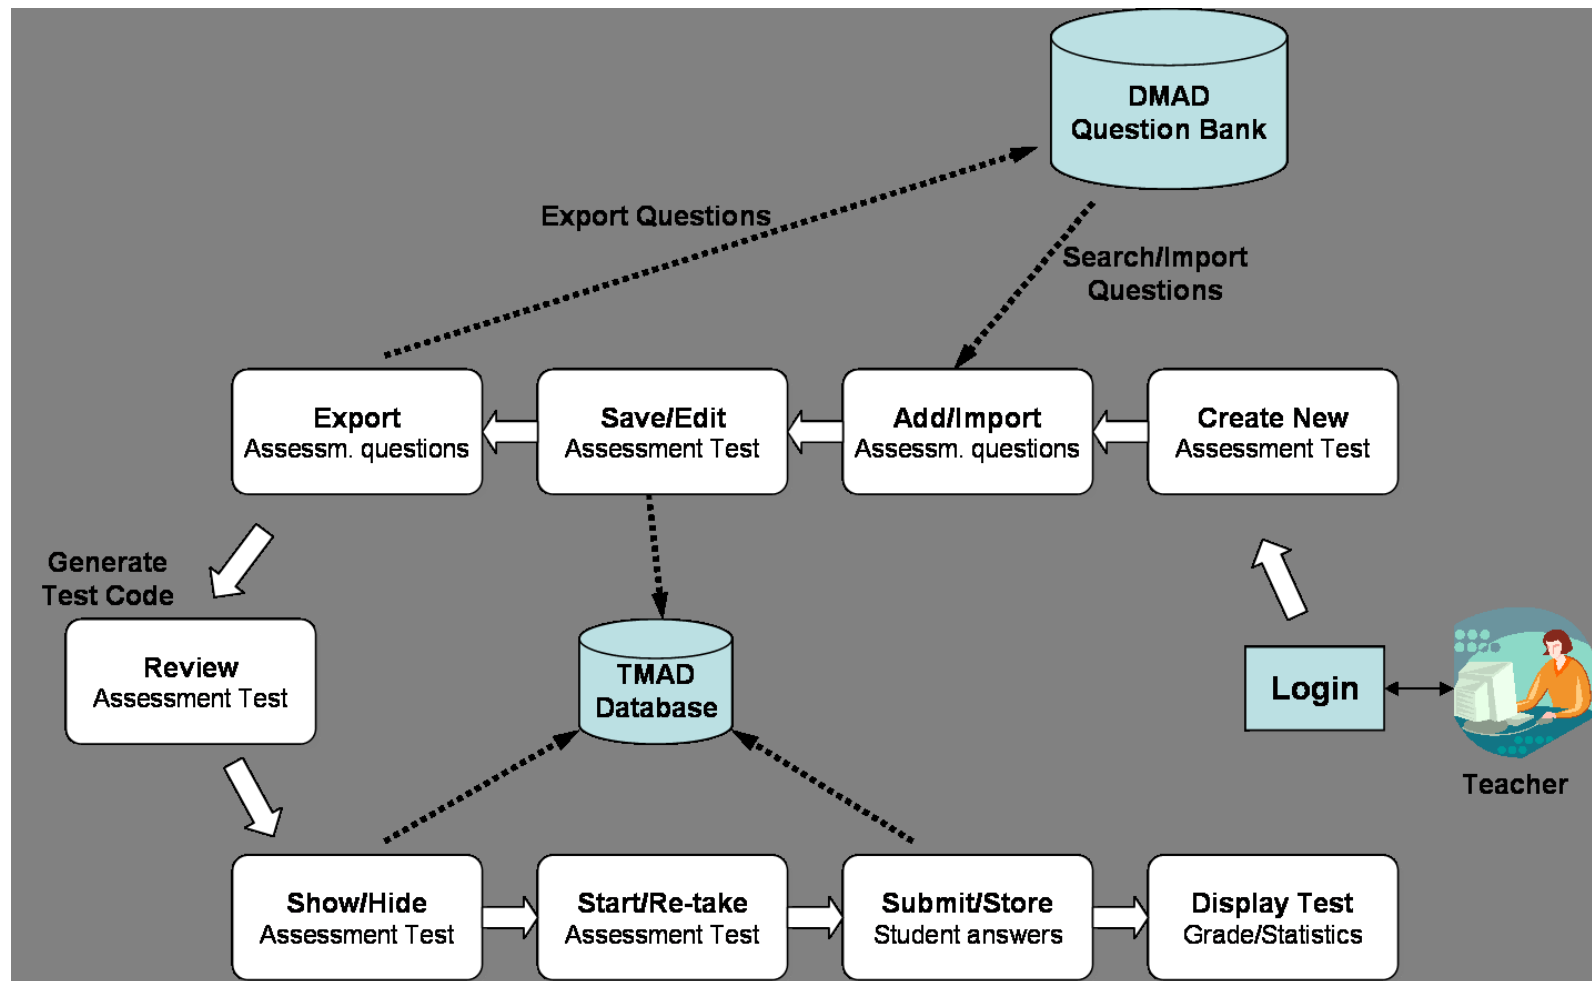 DMAD
Question Bank
Export Questions
Search/Import
Questions
Export
Assessm. questions
Save/Edit
Assessment Test
Add/Import
Assessm. questions
Create New
Assessment Test
Generate
Test Code
Review
Assessment Test
TMAD
Database
Login
Teacher
Show/Hide
Assessment Test
Start/Re-take
Assessment Test
Submit/Store
Student answers
Display Test
Grade/Statistics